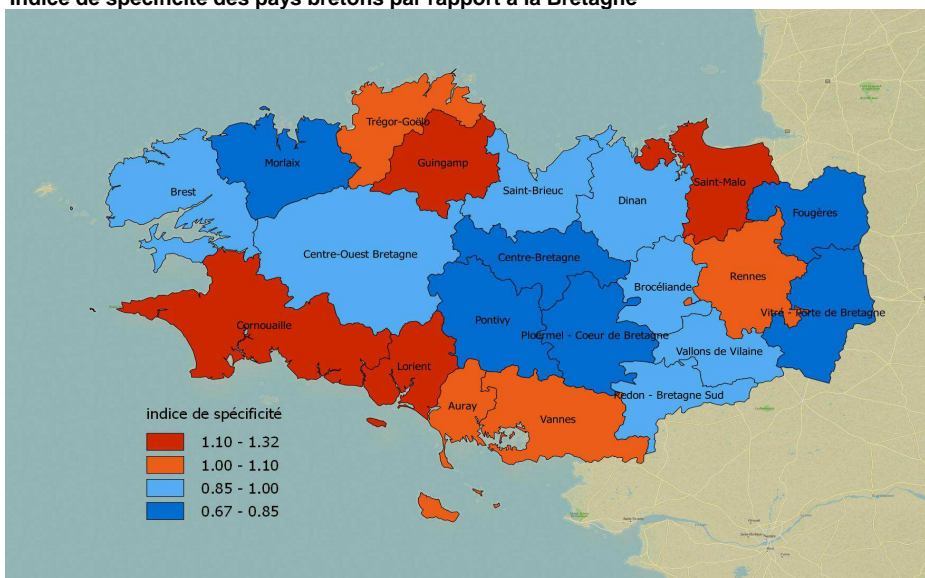 Indice de spécificité des pays bretons par rapport à la Bretagne
Trégor-Goëlo
Morlaix
Guingamp
Brest
Saint-Brieuc
Saint-Malo
Dinan
Fougères
Centre-Ouest Bretagne
Centre-Bretagne
Rennes
Brocéliande
Vitré - Porte de Bretagne
Pontivy
Ploërmel - Coeur de Bretagne
Cornouaille
Vallons de Vilaine
Lorient
Redon - Bretagne Sud
Auray
Vannes
indice de spécificité
1.10 - 1.32
1.00 - 1.10
0.85 - 1.00
0.67 - 0.85